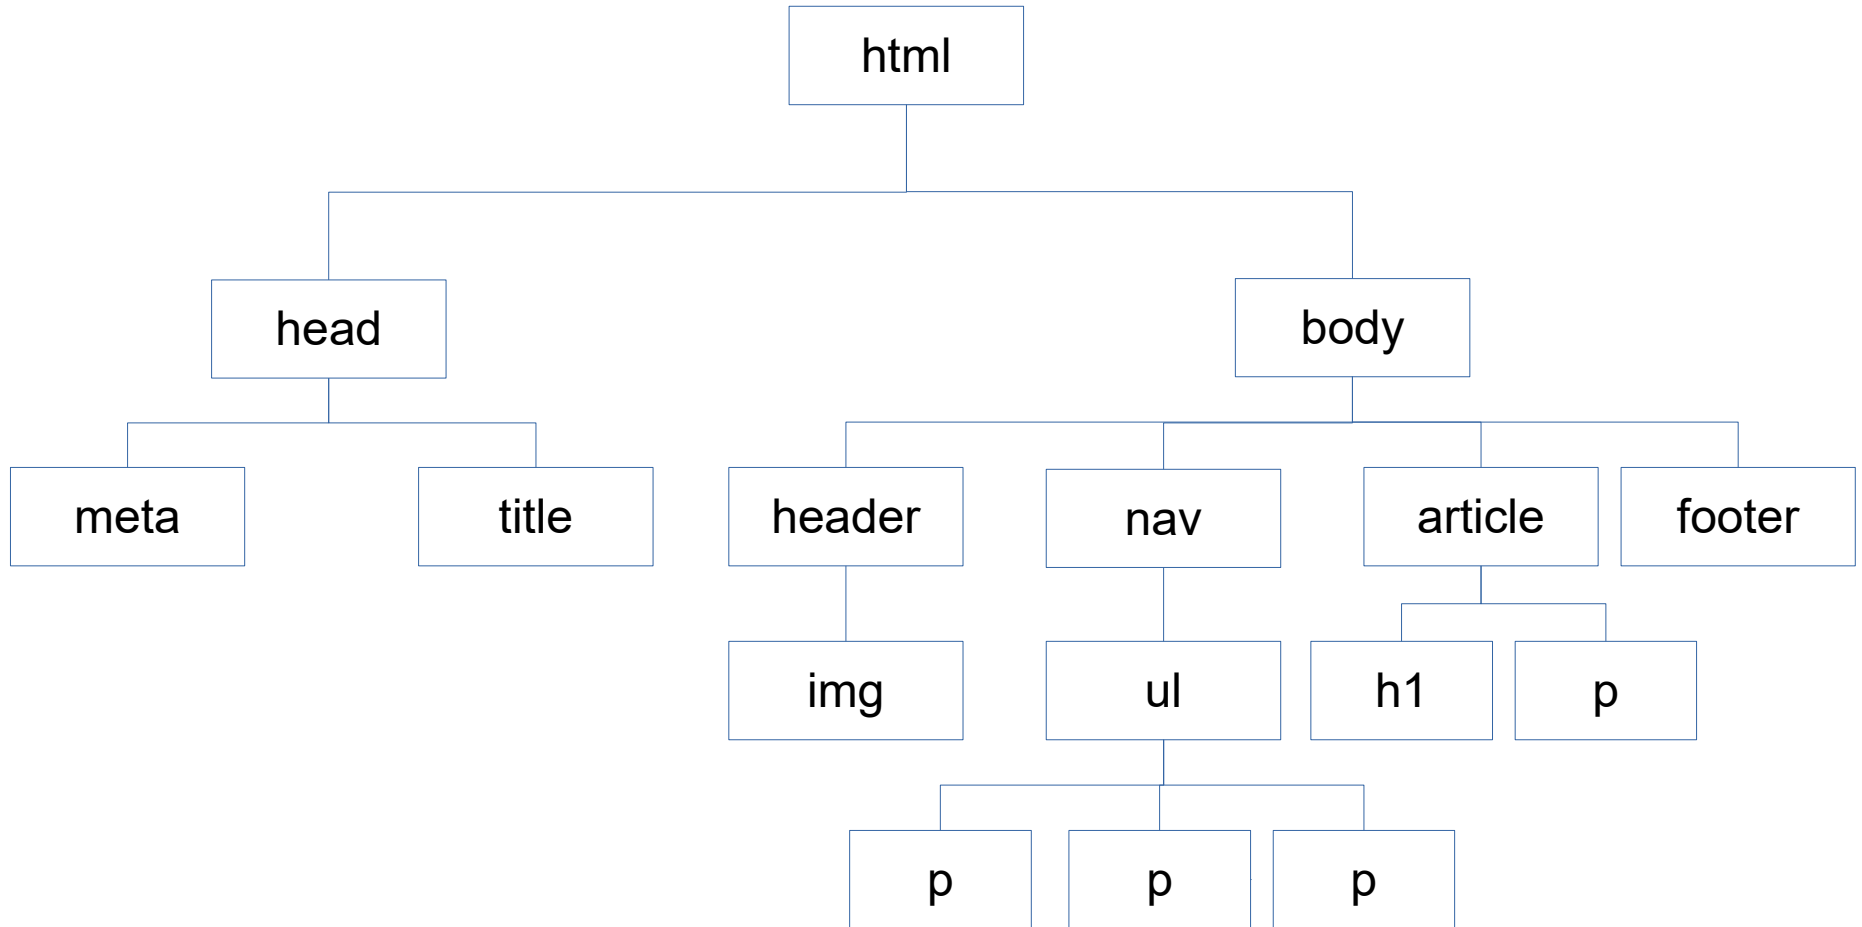 html
head
body
meta
title
header
nav
article
footer
img
ul
h1
p
p
p
p